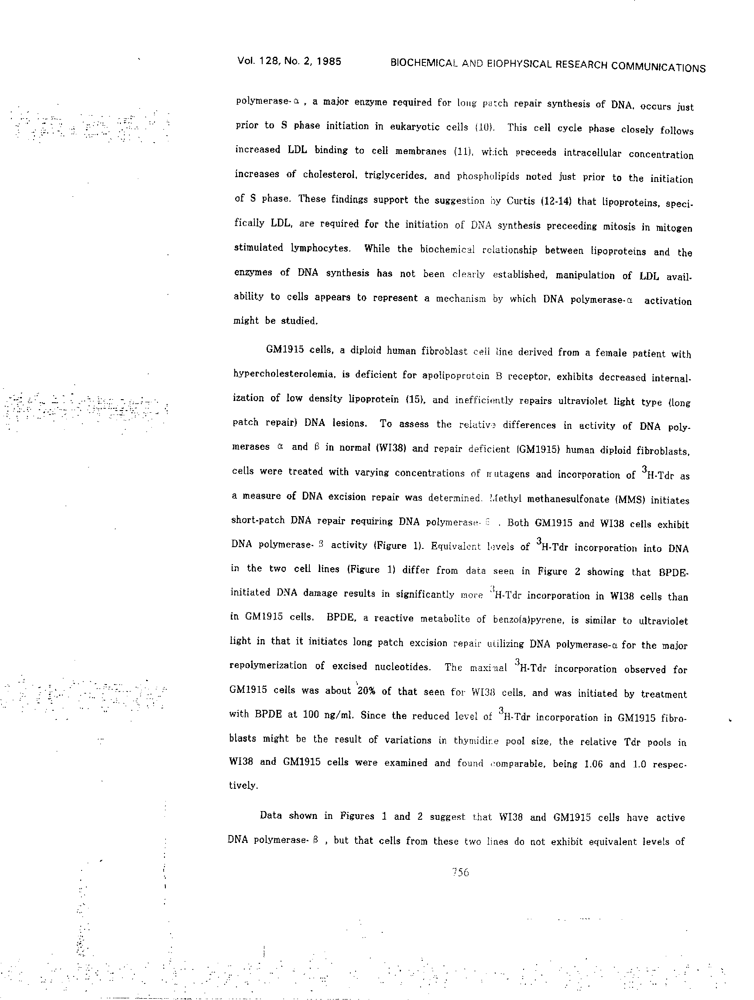 Vol. 128, No. 2, 1985 BIOCHEMICAL AND BIOPHYSICAL RESEARCH COMMUNICATIONS
polymerase-α , a major enzyme required for long patch repair synthesis of DNA, occurs just
prior to S phase initiation in eukaryotic cells (10). This cell cycle phase closely follows
increased LDL binding to cell membranes (11), which preceeds intracellular concentration
increases of cholesterol, triglycerides, and phospholipids noted just prior to the initiation
of S phase. These findings support the suggestion by Curtis (12-14) that lipoproteins, speci-
fically LDL, are required for the initiation of DNA synthesis preceeding mitosis in mitogen
stimulated lymphocytes. While the biochemical relationship between lipoproteins and the
enzymes of DNA synthesis has not been clearly established, manipulation of LDL avail-
ability to cells appears to represent a mechanism by which DNA polymerase-α activation
might be studied.
GM1915 cells, a diploid human fibroblast cell line derived from a female patient with
hypercholesterolemia, is deficient for apolipoprotein B receptor, exhibits decreased internal-
ization of low density lipoprotein (15), and inefficiently repairs ultraviolet light type (long
patch repair) DNA lesions. To assess the relative differences in activity of DNA poly-
merases α and β in normal (WI38) and repair deficient (GM1915) human diploid fibroblasts,
cells were treated with varying concentrations of mutagens and incorporation of ³H-Tdr as
a measure of DNA excision repair was determined. Methyl methanesulfonate (MMS) initiates
short-patch DNA repair requiring DNA polymerase- β . Both GM1915 and WI38 cells exhibit
DNA polymerase- β activity (Figure 1). Equivalent levels of ³H-Tdr incorporation into DNA
in the two cell lines (Figure 1) differ from data seen in Figure 2 showing that BPDE-
initiated DNA damage results in significantly more ³H-Tdr incorporation in WI38 cells than
in GM1915 cells. BPDE, a reactive metabolite of benzo(a)pyrene, is similar to ultraviolet
light in that it initiates long patch excision repair utilizing DNA polymerase-α for the major
repolymerization of excised nucleotides. The maximal ³H-Tdr incorporation observed for
GM1915 cells was about 20% of that seen for WI38 cells, and was initiated by treatment
with BPDE at 100 ng/ml. Since the reduced level of ³H-Tdr incorporation in GM1915 fibro-
blasts might be the result of variations in thymidine pool size, the relative Tdr pools in
WI38 and GM1915 cells were examined and found comparable, being 1.06 and 1.0 respec-
tively.
Data shown in Figures 1 and 2 suggest that WI38 and GM1915 cells have active
DNA polymerase- β , but that cells from these two lines do not exhibit equivalent levels of
756